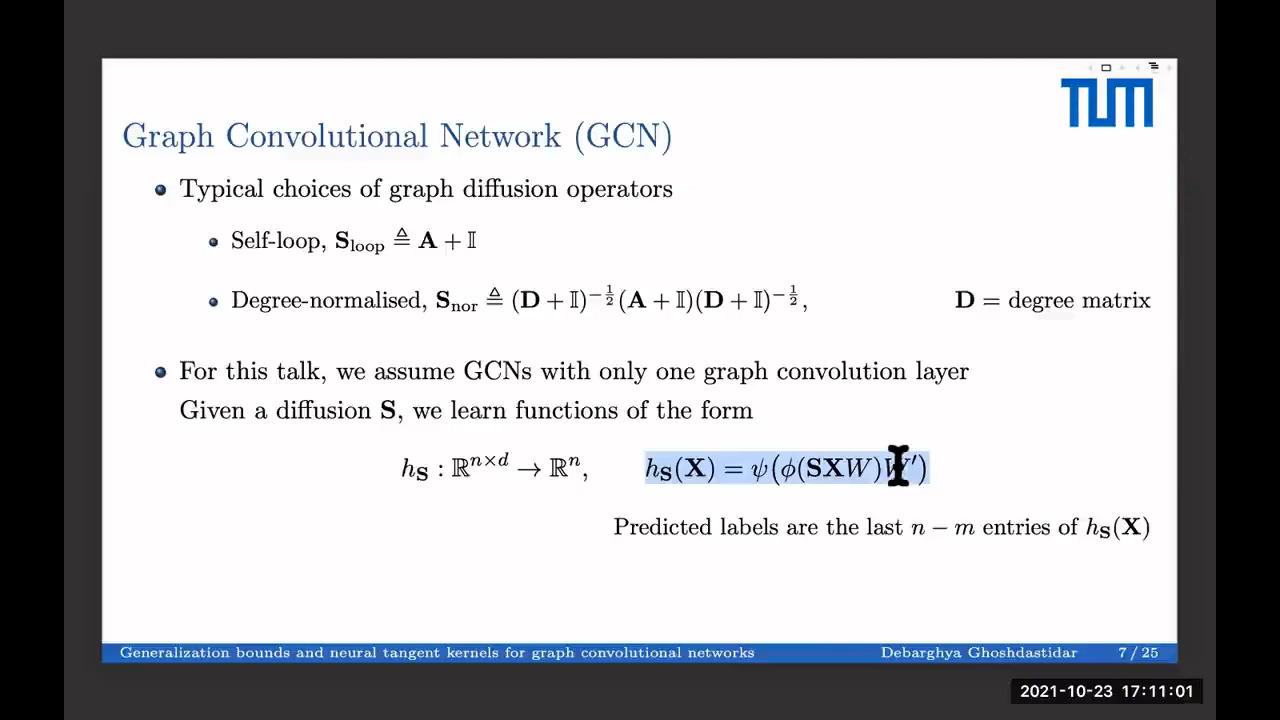 TUM
Graph Convolutional Network (GCN)
Typical choices of graph diffusion operators
Self-loop, S_loop ≜ A + 𝕀
Degree-normalised, S_nor ≜ (D + 𝕀)^{-1/2}(A + 𝕀)(D + 𝕀)^{-1/2}, D = degree matrix
For this talk, we assume GCNs with only one graph convolution layer
Given a diffusion S, we learn functions of the form
h_S : ℝ^{n×d} → ℝ^n, h_S(X) = ψ(ϕ(SXW)W′)
Predicted labels are the last n − m entries of h_S(X)
Generalization bounds and neural tangent kernels for graph convolutional networks Debarghya Ghoshdastidar 7 / 25
2021-10-23 17:11:01